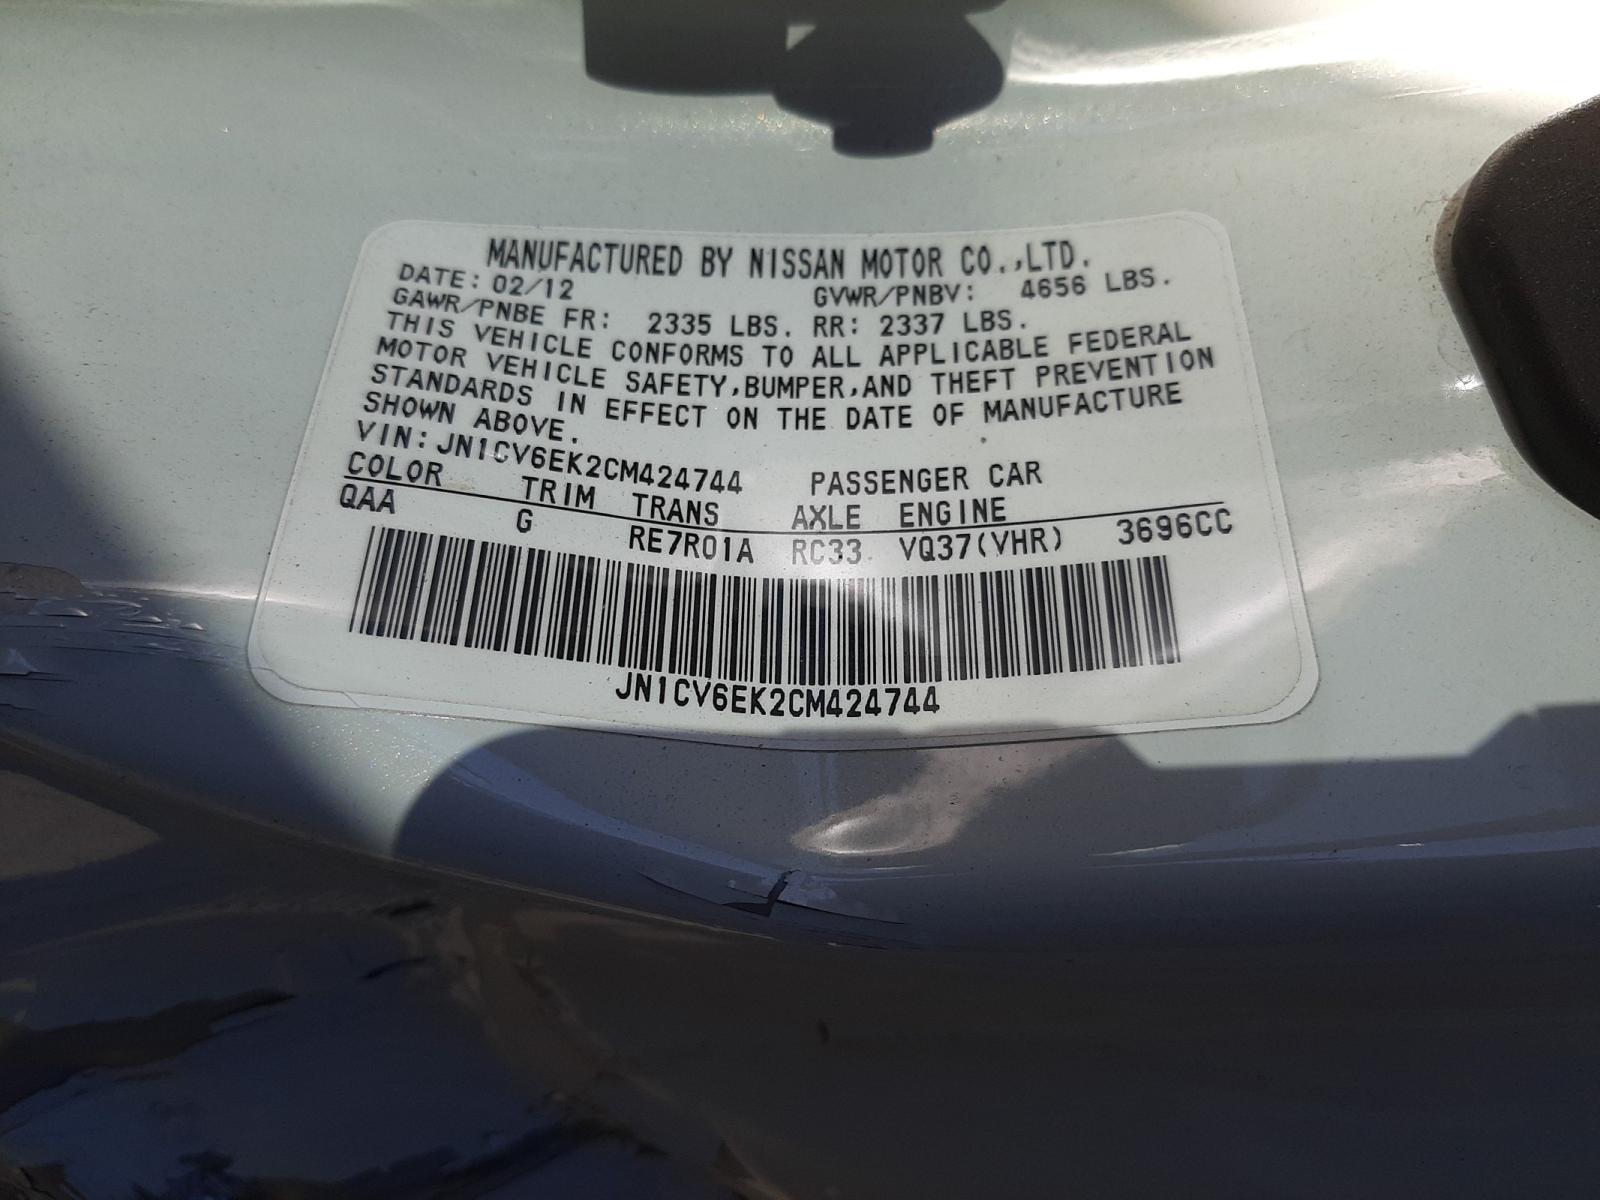 MANUFACTURED BY NISSAN MOTOR CO.,LTD.
DATE: 02/12 GVWR/PNBV: 4656 LBS.
GAWR/PNBE FR: 2335 LBS. RR: 2337 LBS.
THIS VEHICLE CONFORMS TO ALL APPLICABLE FEDERAL
MOTOR VEHICLE SAFETY,BUMPER,AND THEFT PREVENTION
STANDARDS IN EFFECT ON THE DATE OF MANUFACTURE
SHOWN ABOVE.
VIN:JN1CV6EK2CM424744 PASSENGER CAR
COLOR TRIM TRANS AXLE ENGINE
QAA G RE7R01A RC33 VQ37(VHR) 3696CC
JN1CV6EK2CM424744